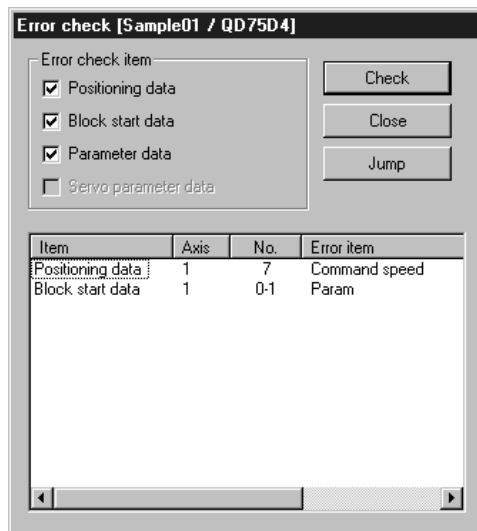 Error check [Sample01 / QD75D4]
Error check item
Positioning data
Block start data
Parameter data
Servo parameter data
Check
Close
Jump
Item Axis No. Error item
Positioning data 1 7 Command speed
Block start data 1 0-1 Param